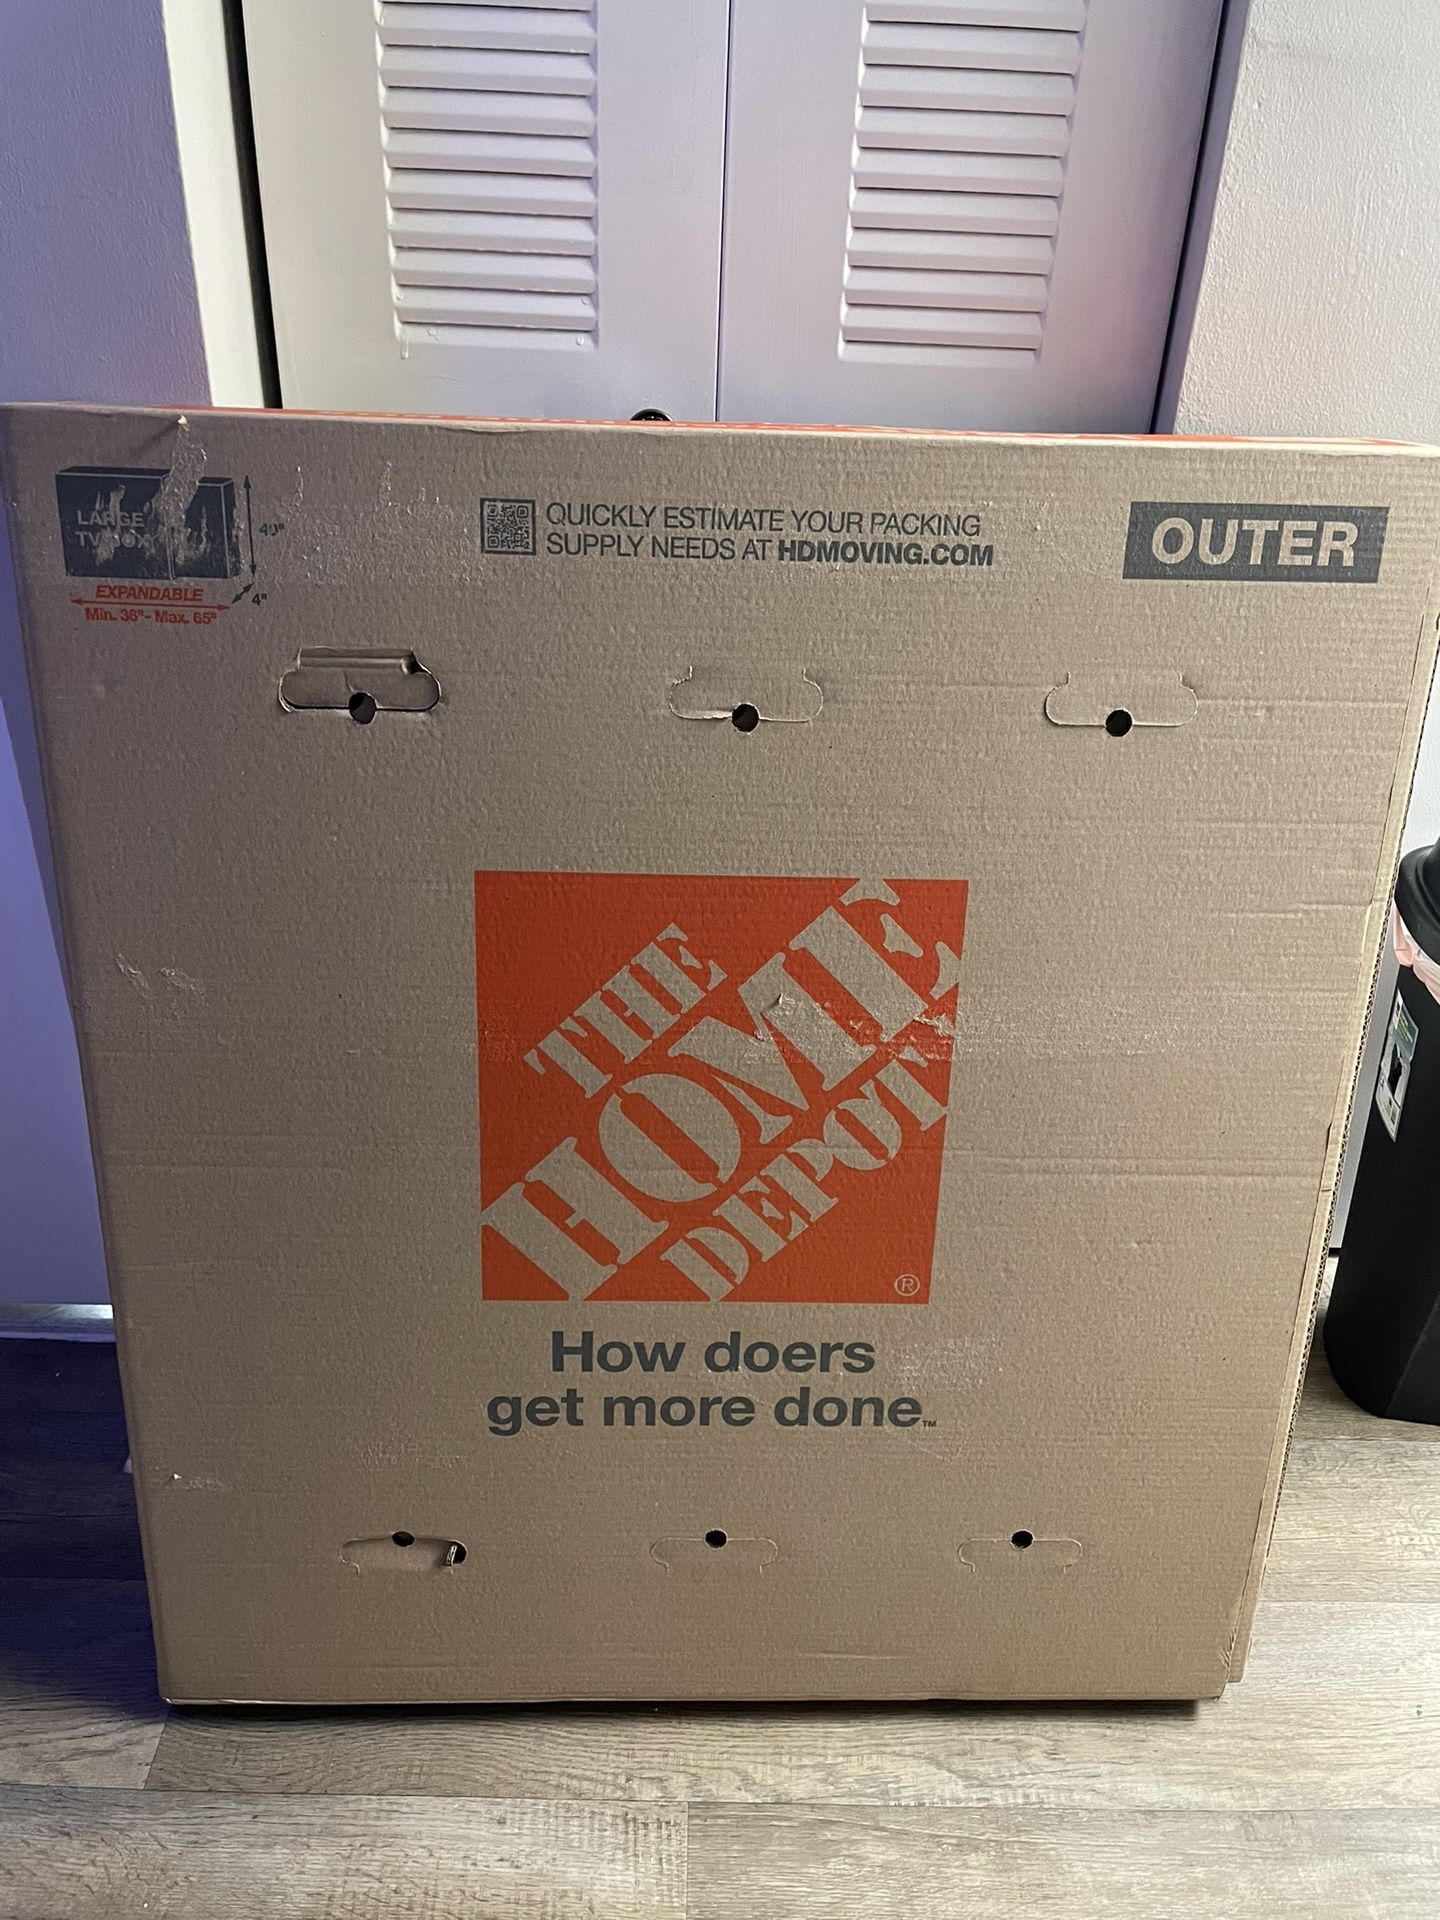 LARGE
TV BOX
40"
4"
EXPANDABLE
Min. 36"- Max. 65"
QUICKLY ESTIMATE YOUR PACKING
SUPPLY NEEDS AT HDMOVING.COM
OUTER
THE
HOME
DEPOT
®
How doers
get more done.™